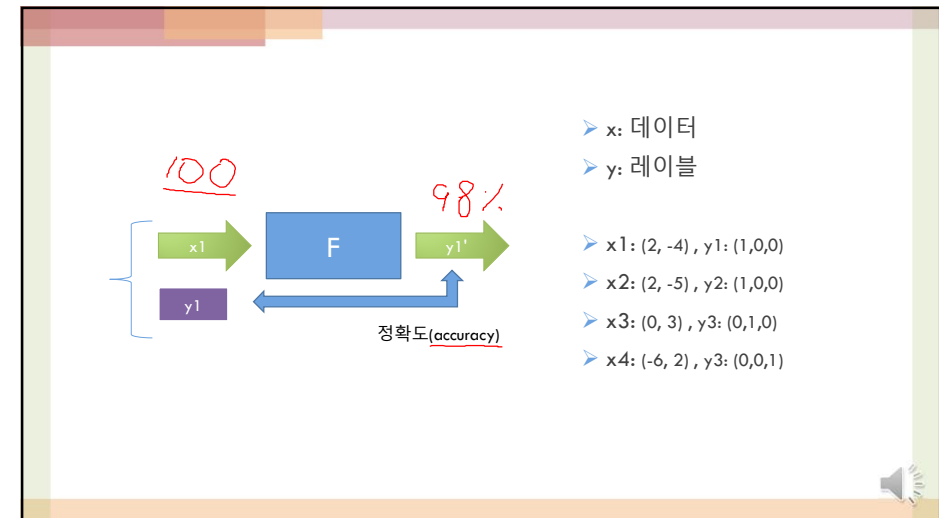 100
98%
x1
F
y1'
y1
정확도(accuracy)
➢ x: 데이터
➢ y: 레이블
➢ x1: (2, -4) , y1: (1,0,0)
➢ x2: (2, -5) , y2: (1,0,0)
➢ x3: (0, 3) , y3: (0,1,0)
➢ x4: (-6, 2) , y3: (0,0,1)